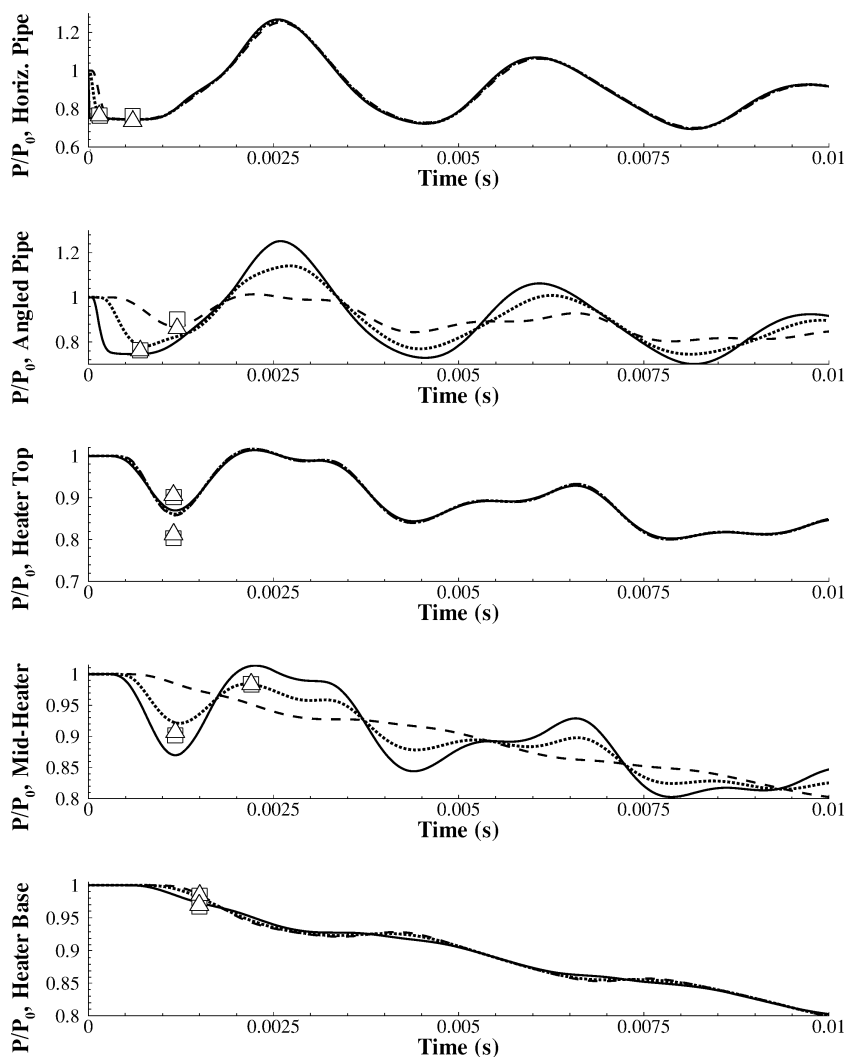 P/P0, Horiz. Pipe
1.2
1
0.8
0.6
0 0.0025 0.005 0.0075 0.01
Time (s)
P/P0, Angled Pipe
1.2
1
0.8
0 0.0025 0.005 0.0075 0.01
Time (s)
P/P0, Heater Top
1
0.9
0.8
0.7
0 0.0025 0.005 0.0075 0.01
Time (s)
P/P0, Mid-Heater
1
0.95
0.9
0.85
0.8
0 0.0025 0.005 0.0075 0.01
Time (s)
P/P0, Heater Base
1
0.95
0.9
0.85
0.8
0 0.0025 0.005 0.0075 0.01
Time (s)